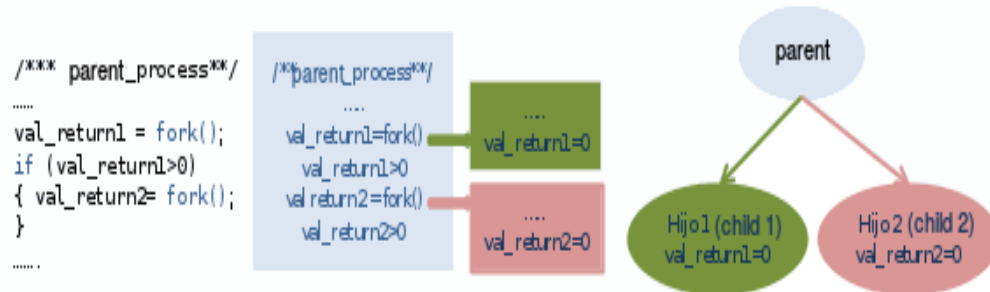 /*** parent_process**/
......
val_return1 = fork();
if (val_return1>0)
{ val_return2= fork();
}
.......
/**parent_process**/
.....
val_return1=fork()
val_return1>0
val return2=fork()
val_return2>0
.....
val_return1=0
.....
val_return2=0
parent
Hijo1 (child 1)
val_return1=0
Hijo2 (child 2)
val_return2=0